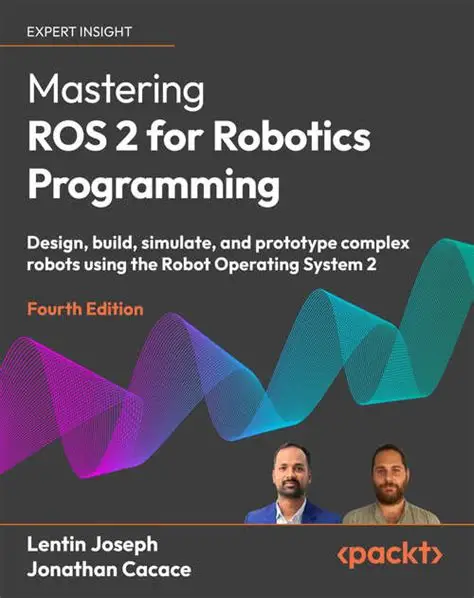 EXPERT INSIGHT
Mastering
ROS 2 for Robotics
Programming
Design, build, simulate, and prototype complex
robots using the Robot Operating System 2
Fourth Edition
Lentin Joseph
Jonathan Cacace
<packt>